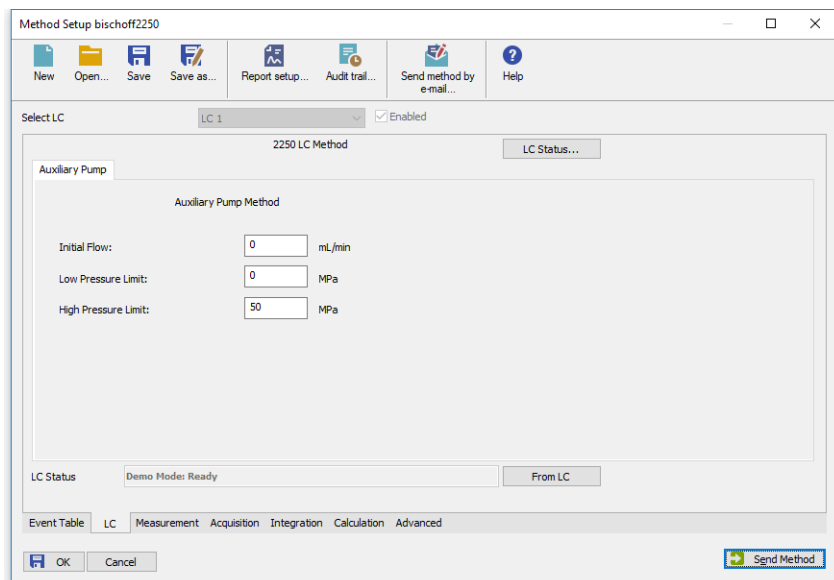 Method Setup bischoff2250
New Open... Save Save as... Report setup... Audit trail... Send method by e-mail... Help
Select LC LC 1 Enabled
2250 LC Method LC Status...
Auxiliary Pump
Auxiliary Pump Method
Initial Flow: 0 mL/min
Low Pressure Limit: 0 MPa
High Pressure Limit: 50 MPa
LC Status Demo Mode: Ready From LC
Event Table LC Measurement Acquisition Integration Calculation Advanced
OK Cancel Send Method